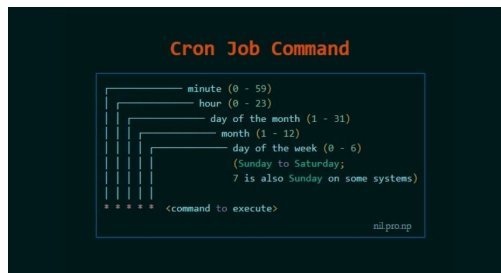 Cron Job Command
minute (0 - 59)
hour (0 - 23)
day of the month (1 - 31)
month (1 - 12)
day of the week (0 - 6)
(Sunday to Saturday;
7 is also Sunday on some systems)
* * * * * <command to execute>
nil.pro.np